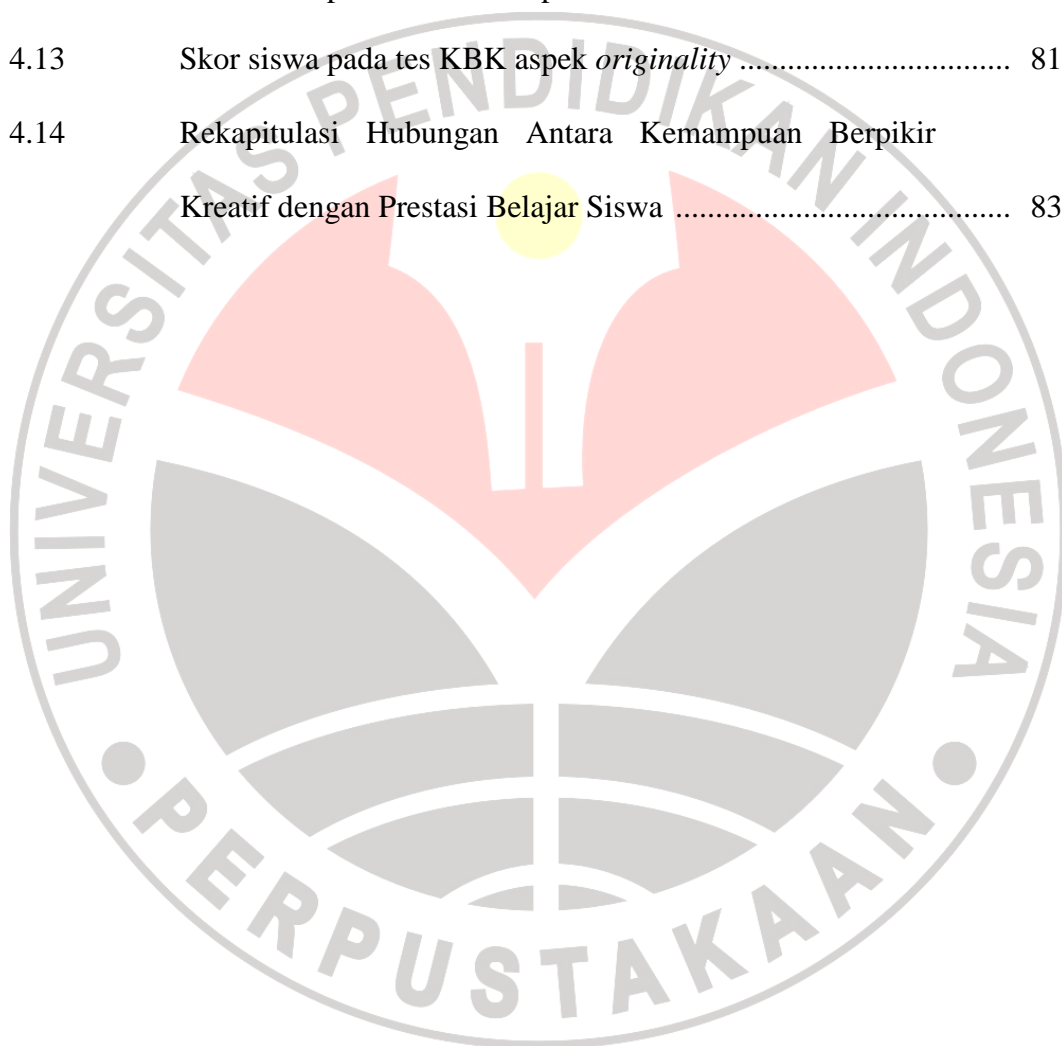 4.13 Skor siswa pada tes KBK aspek originality ................................ 81
4.14 Rekapitulasi Hubungan Antara Kemampuan Berpikir
Kreatif dengan Prestasi Belajar Siswa ........................................ 83
UNIVERSITAS PENDIDIKAN INDONESIA
PERPUSTAKAAN